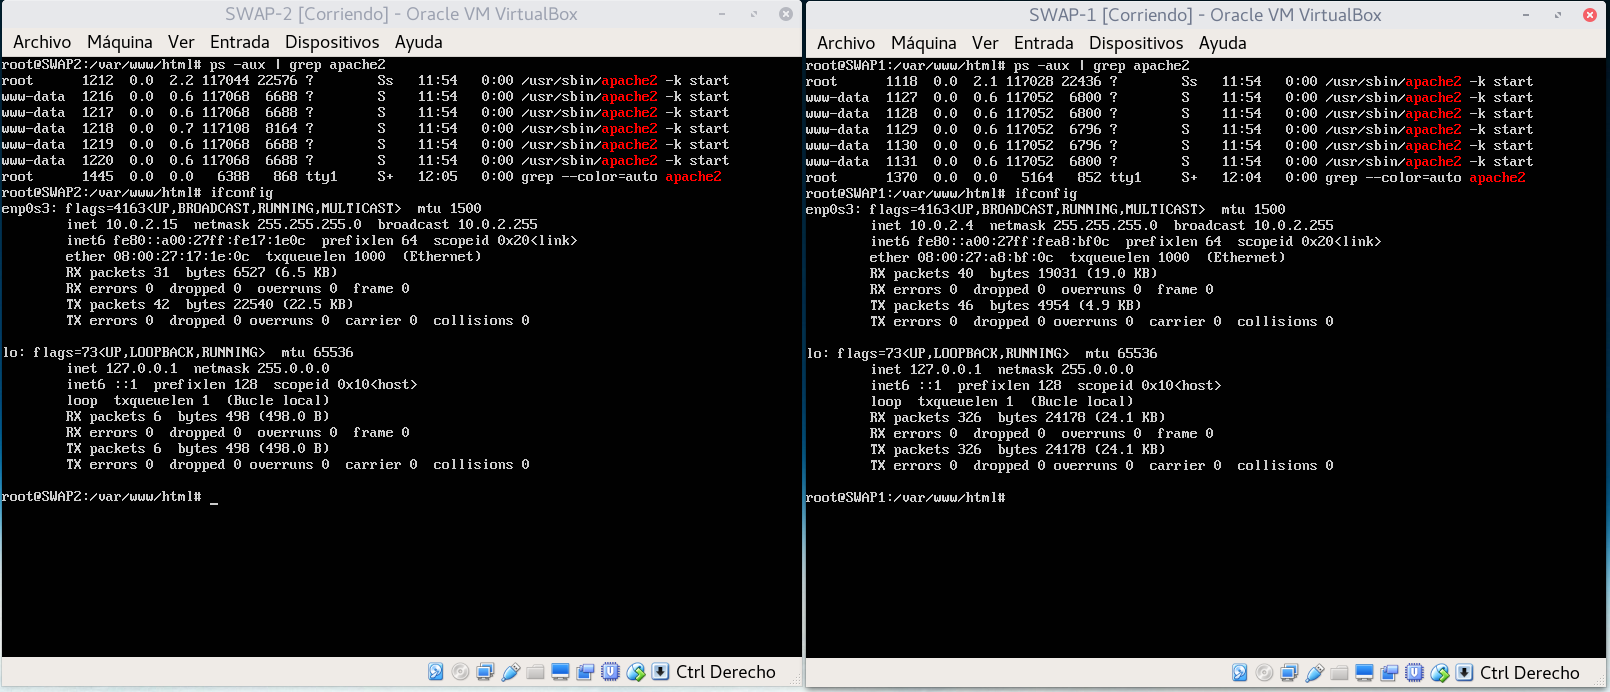 SWAP-2 [Corriendo] - Oracle VM VirtualBox
Archivo Máquina Ver Entrada Dispositivos Ayuda
root@SWAP2:/var/www/html# ps -aux | grep apache2
root 1212 0.0 2.2 117044 22576 ? Ss 11:54 0:00 /usr/sbin/apache2 -k start
www-data 1216 0.0 0.6 117068 6688 ? S 11:54 0:00 /usr/sbin/apache2 -k start
www-data 1217 0.0 0.6 117068 6688 ? S 11:54 0:00 /usr/sbin/apache2 -k start
www-data 1218 0.0 0.7 117108 8164 ? S 11:54 0:00 /usr/sbin/apache2 -k start
www-data 1219 0.0 0.6 117068 6688 ? S 11:54 0:00 /usr/sbin/apache2 -k start
www-data 1220 0.0 0.6 117068 6688 ? S 11:54 0:00 /usr/sbin/apache2 -k start
root 1445 0.0 0.0 6388 868 tty1 S+ 12:05 0:00 grep --color=auto apache2
root@SWAP2:/var/www/html# ifconfig
enp0s3: flags=4163<UP,BROADCAST,RUNNING,MULTICAST> mtu 1500
inet 10.0.2.15 netmask 255.255.255.0 broadcast 10.0.2.255
inet6 fe80::a00:27ff:fe17:1e0c prefixlen 64 scopeid 0x20<link>
ether 08:00:27:17:1e:0c txqueuelen 1000 (Ethernet)
RX packets 31 bytes 6527 (6.5 KB)
RX errors 0 dropped 0 overruns 0 frame 0
TX packets 42 bytes 22540 (22.5 KB)
TX errors 0 dropped 0 overruns 0 carrier 0 collisions 0
lo: flags=73<UP,LOOPBACK,RUNNING> mtu 65536
inet 127.0.0.1 netmask 255.0.0.0
inet6 ::1 prefixlen 128 scopeid 0x10<host>
loop txqueuelen 1 (Bucle local)
RX packets 6 bytes 498 (498.0 B)
RX errors 0 dropped 0 overruns 0 frame 0
TX packets 6 bytes 498 (498.0 B)
TX errors 0 dropped 0 overruns 0 carrier 0 collisions 0
root@SWAP2:/var/www/html# _
Ctrl Derecho
SWAP-1 [Corriendo] - Oracle VM VirtualBox
Archivo Máquina Ver Entrada Dispositivos Ayuda
root@SWAP1:/var/www/html# ps -aux | grep apache2
root 1118 0.0 2.1 117028 22436 ? Ss 11:54 0:00 /usr/sbin/apache2 -k start
www-data 1127 0.0 0.6 117052 6800 ? S 11:54 0:00 /usr/sbin/apache2 -k start
www-data 1128 0.0 0.6 117052 6800 ? S 11:54 0:00 /usr/sbin/apache2 -k start
www-data 1129 0.0 0.6 117052 6796 ? S 11:54 0:00 /usr/sbin/apache2 -k start
www-data 1130 0.0 0.6 117052 6796 ? S 11:54 0:00 /usr/sbin/apache2 -k start
www-data 1131 0.0 0.6 117052 6800 ? S 11:54 0:00 /usr/sbin/apache2 -k start
root 1370 0.0 0.0 5164 852 tty1 S+ 12:04 0:00 grep --color=auto apache2
root@SWAP1:/var/www/html# ifconfig
enp0s3: flags=4163<UP,BROADCAST,RUNNING,MULTICAST> mtu 1500
inet 10.0.2.4 netmask 255.255.255.0 broadcast 10.0.2.255
inet6 fe80::a00:27ff:fea8:bf0c prefixlen 64 scopeid 0x20<link>
ether 08:00:27:a8:bf:0c txqueuelen 1000 (Ethernet)
RX packets 40 bytes 19031 (19.0 KB)
RX errors 0 dropped 0 overruns 0 frame 0
TX packets 46 bytes 4954 (4.9 KB)
TX errors 0 dropped 0 overruns 0 carrier 0 collisions 0
lo: flags=73<UP,LOOPBACK,RUNNING> mtu 65536
inet 127.0.0.1 netmask 255.0.0.0
inet6 ::1 prefixlen 128 scopeid 0x10<host>
loop txqueuelen 1 (Bucle local)
RX packets 326 bytes 24178 (24.1 KB)
RX errors 0 dropped 0 overruns 0 frame 0
TX packets 326 bytes 24178 (24.1 KB)
TX errors 0 dropped 0 overruns 0 carrier 0 collisions 0
root@SWAP1:/var/www/html#
Ctrl Derecho